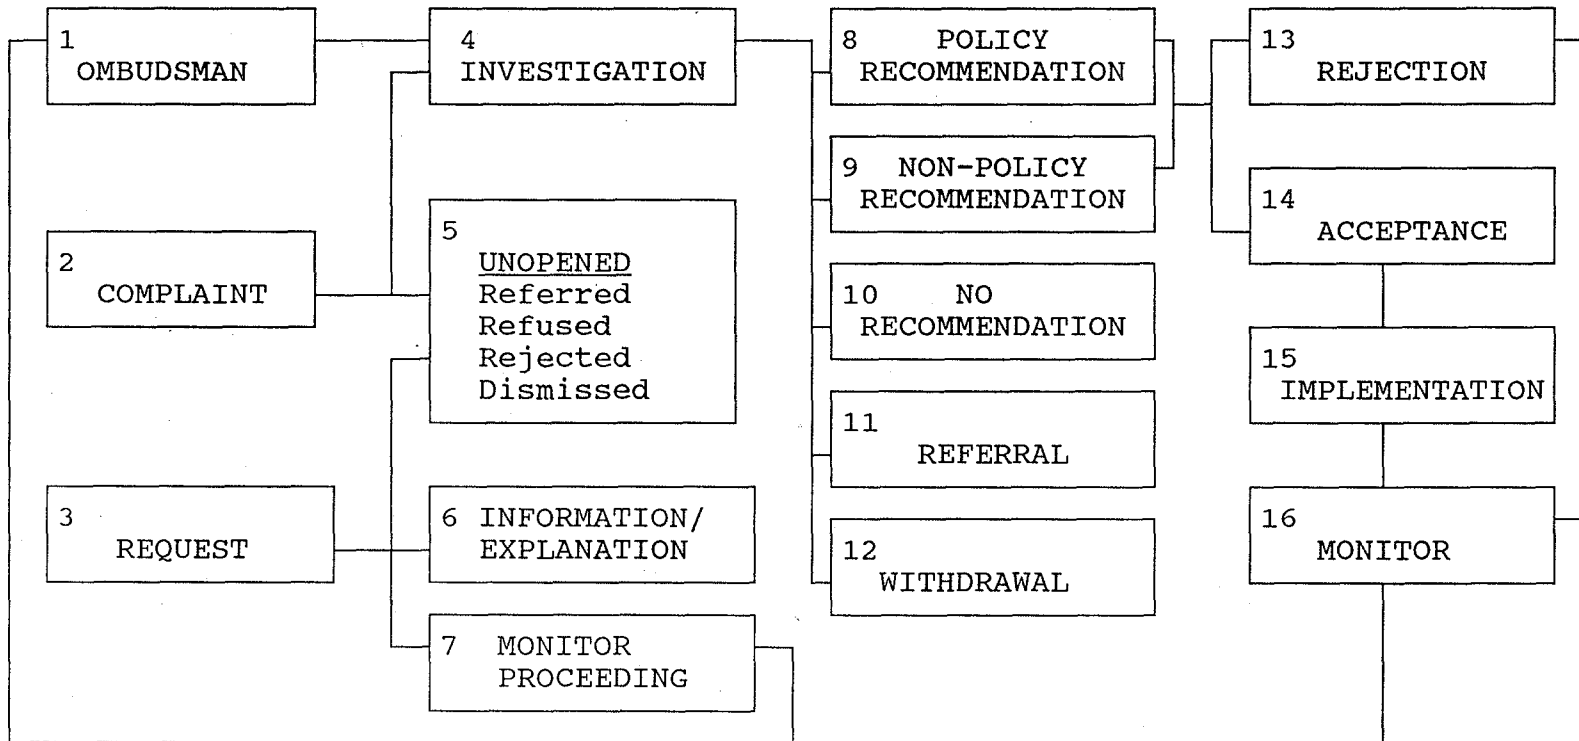 1
OMBUDSMAN
2
COMPLAINT
3
REQUEST
4
INVESTIGATION
5
UNOPENED
Referred
Refused
Rejected
Dismissed
6 INFORMATION/
EXPLANATION
7 MONITOR
PROCEEDING
8 POLICY
RECOMMENDATION
9 NON-POLICY
RECOMMENDATION
10 NO
RECOMMENDATION
11
REFERRAL
12
WITHDRAWAL
13
REJECTION
14
ACCEPTANCE
15
IMPLEMENTATION
16
MONITOR